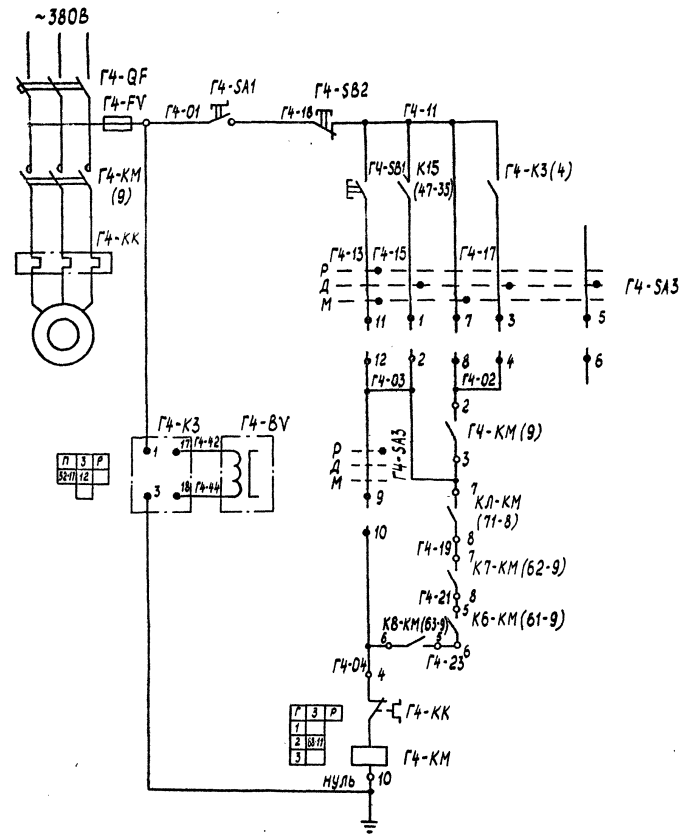 ~380В
Г4-QF
Г4-FV
Г4-КМ
(9)
Г4-КК
Г4-01
Г4-SA1
Г4-18
Г4-SB2
Г4-11
Г4-SB1
К15
(47-35)
Г4-К3(4)
Г4-13
Г4-15
Г4-17
Р
Д
М
Г4-SA3
11
1
7
3
5
12
2
8
4
6
Г4-03
Г4-02
2
Г4-КМ(9)
3
Г4-К3
Г4-BV
1
17
Г4-42
3
18
Г4-44
П З Р
12
Р
Д
М
Г4-SA3
9
10
7
КЛ-КМ
(71-8)
8
Г4-19
7
К7-КМ(62-9)
Г4-21
8
5
К6-КМ(61-9)
К8-КМ(63-9)
6
5
6
Г4-23
Г4-04
4
Г4-КК
Г З Р
1
2
3
Г4-КМ
нуль
10